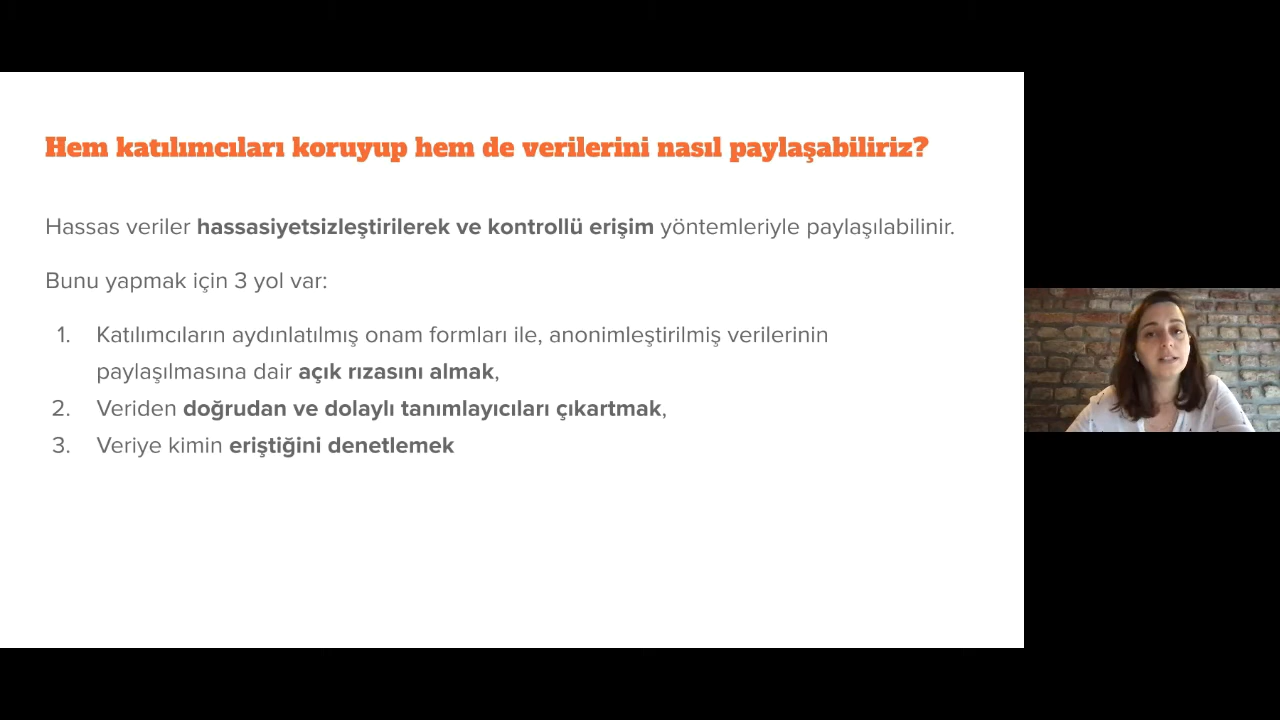 Hem katılımcıları koruyup hem de verilerini nasıl paylaşabiliriz?
Hassas veriler hassasiyetsizleştirilerek ve kontrollü erişim yöntemleriyle paylaşılabilinir.
Bunu yapmak için 3 yol var:
1. Katılımcıların aydınlatılmış onam formları ile, anonimleştirilmiş verilerinin
paylaşılmasına dair açık rızasını almak,
2. Veriden doğrudan ve dolaylı tanımlayıcıları çıkartmak,
3. Veriye kimin eriştiğini denetlemek